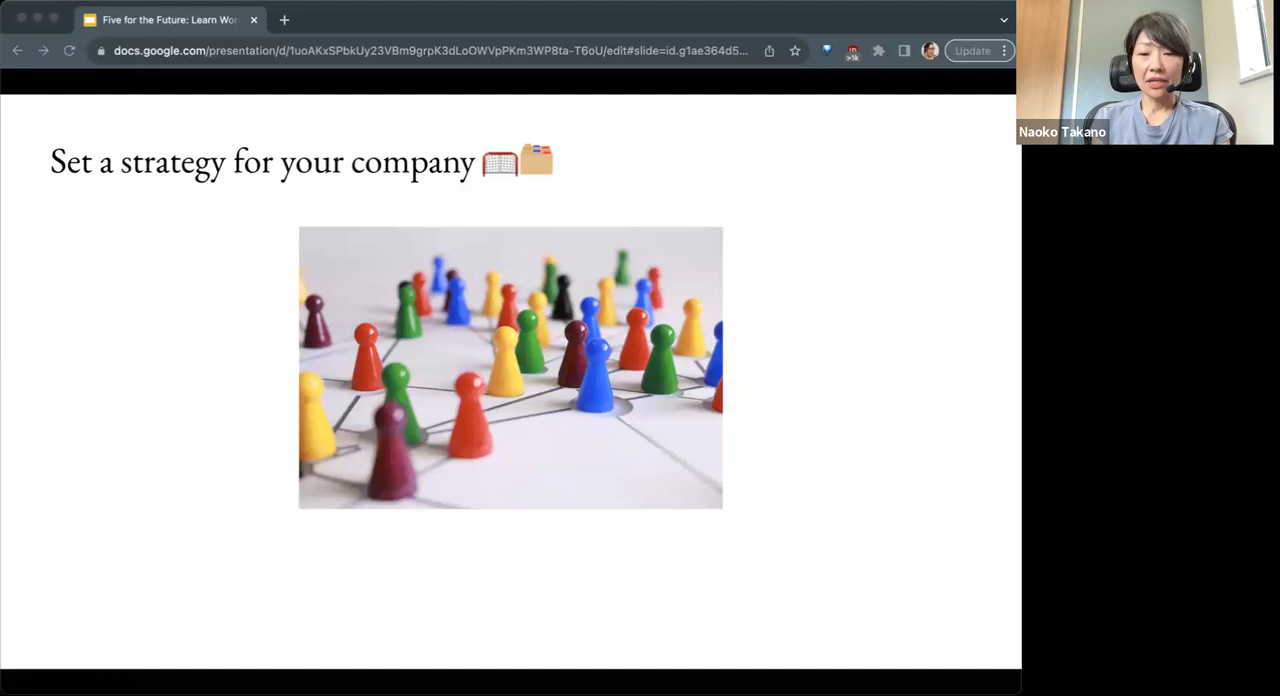 Five for the Future: Learn Wor
docs.google.com/presentation/d/1uoAKxSPbkUy23VBm9grpK3dLoOWVpPKm3WP8ta-T6oU/edit#slide=id.g1ae364d5...
>1k
Update
Naoko Takano
Set a strategy for your company